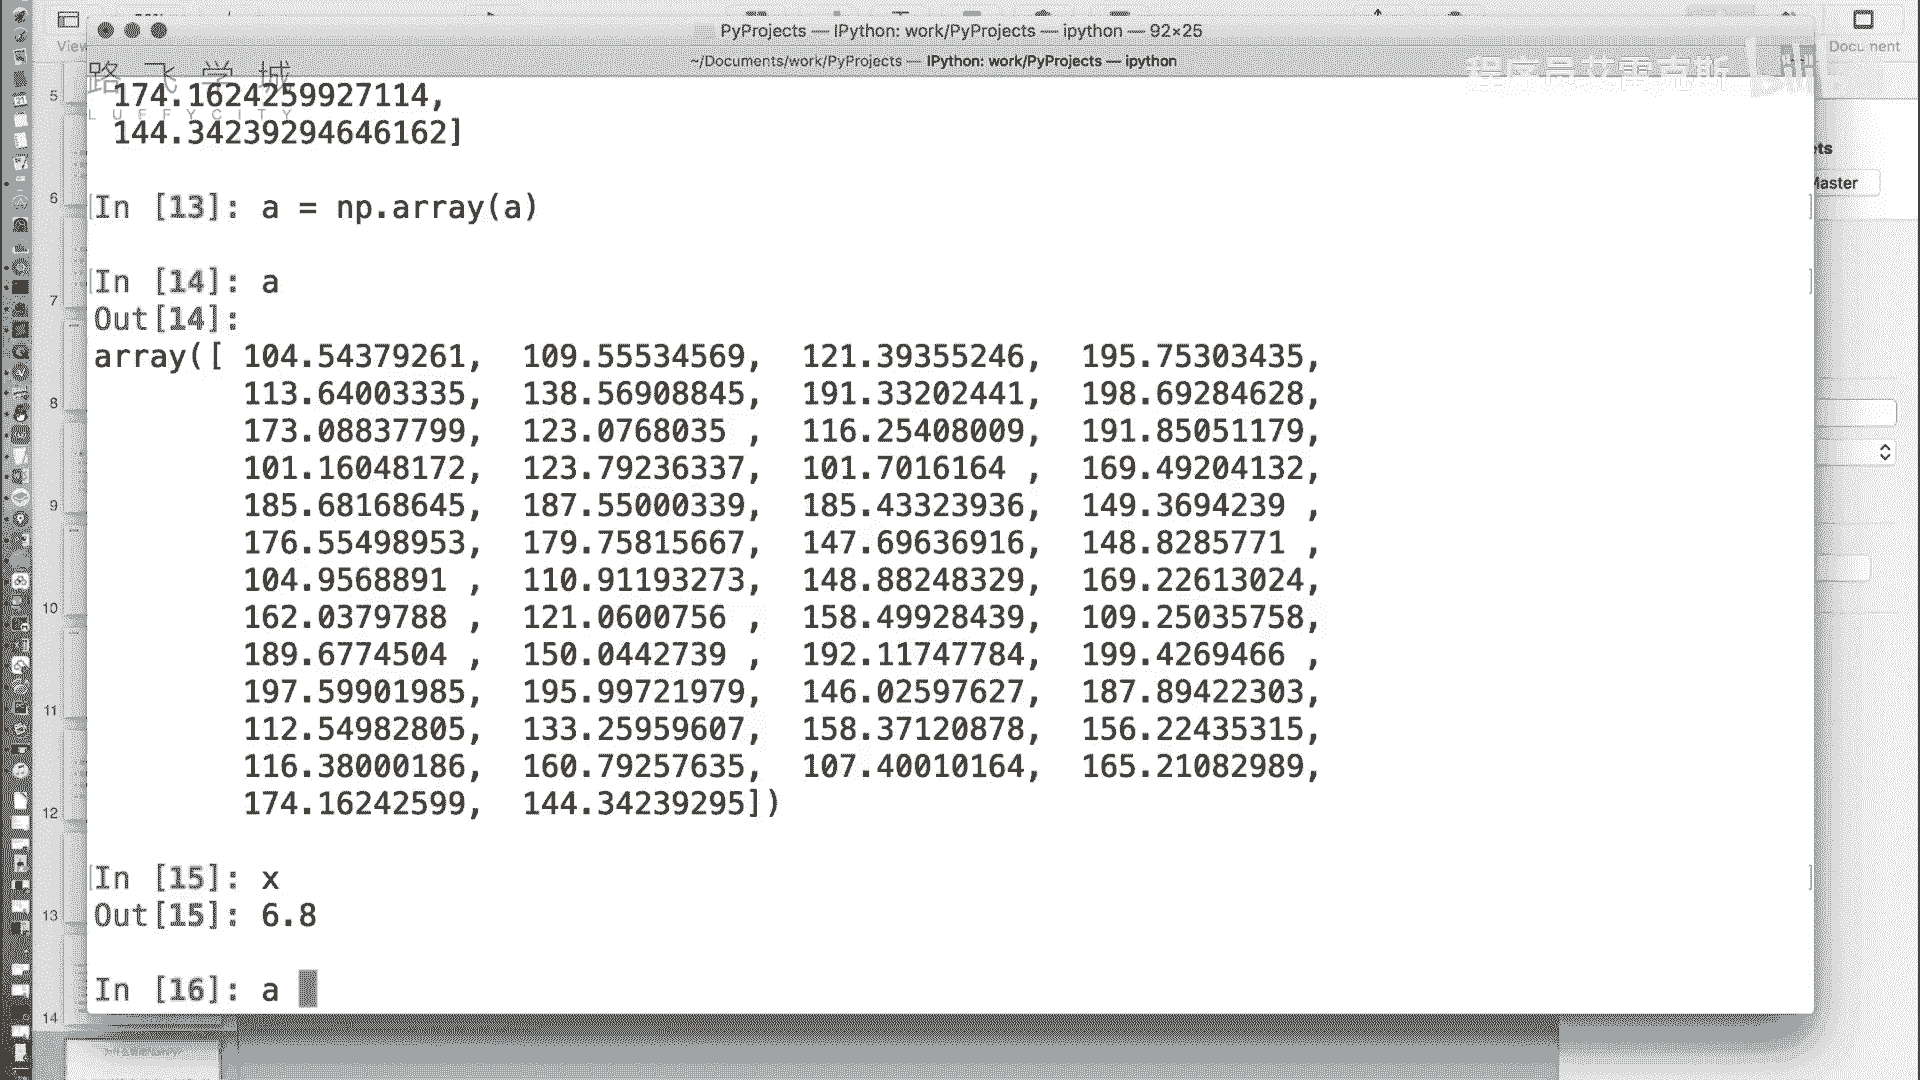 PyProjects — IPython: work/PyProjects — ipython — 92×25
View
Document
~/Documents/work/PyProjects — IPython: work/PyProjects — ipython
路飞学城
LUFFYCITY
程序员艾雷克斯
174.1624259927114,
144.34239294646162]
In [13]: a = np.array(a)
In [14]: a
Out[14]:
array([ 104.54379261,  109.55534569,  121.39355246,  195.75303435,
113.64003335,  138.56908845,  191.33202441,  198.69284628,
173.08837799,  123.0768035 ,  116.25408009,  191.85051179,
101.16048172,  123.79236337,  101.7016164 ,  169.49204132,
185.68168645,  187.55000339,  185.43323936,  149.3694239 ,
176.55498953,  179.75815667,  147.69636916,  148.8285771 ,
104.9568891 ,  110.91193273,  148.88248329,  169.22613024,
162.0379788 ,  121.0600756 ,  158.49928439,  109.25035758,
189.6774504 ,  150.0442739 ,  192.11747784,  199.4269466 ,
197.59901985,  195.99721979,  146.02597627,  187.89422303,
112.54982805,  133.25959607,  158.37120878,  156.22435315,
116.38000186,  160.79257635,  107.40010164,  165.21082989,
174.16242599,  144.34239295])
In [15]: x
Out[15]: 6.8
In [16]: a
5
6
7
8
9
10
11
12
13
14
ets
Master